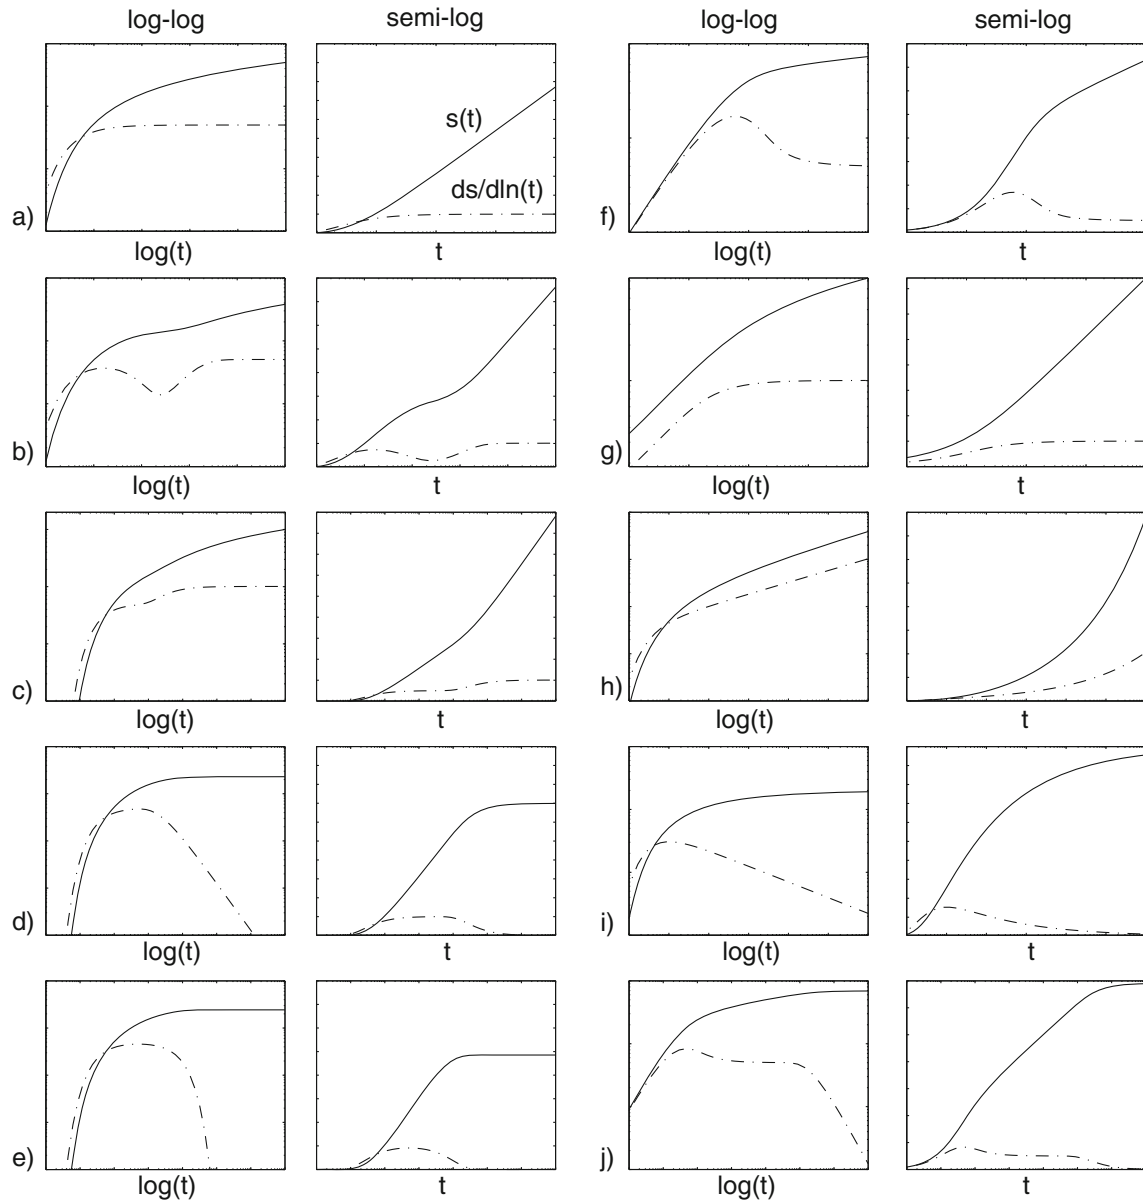 log-log semi-log log-log semi-log
s(t)
ds/dln(t)
a) f)
log(t) t log(t) t
b) g)
log(t) t log(t) t
c) h)
log(t) t log(t) t
d) i)
log(t) t log(t) t
e) j)
log(t) t log(t) t